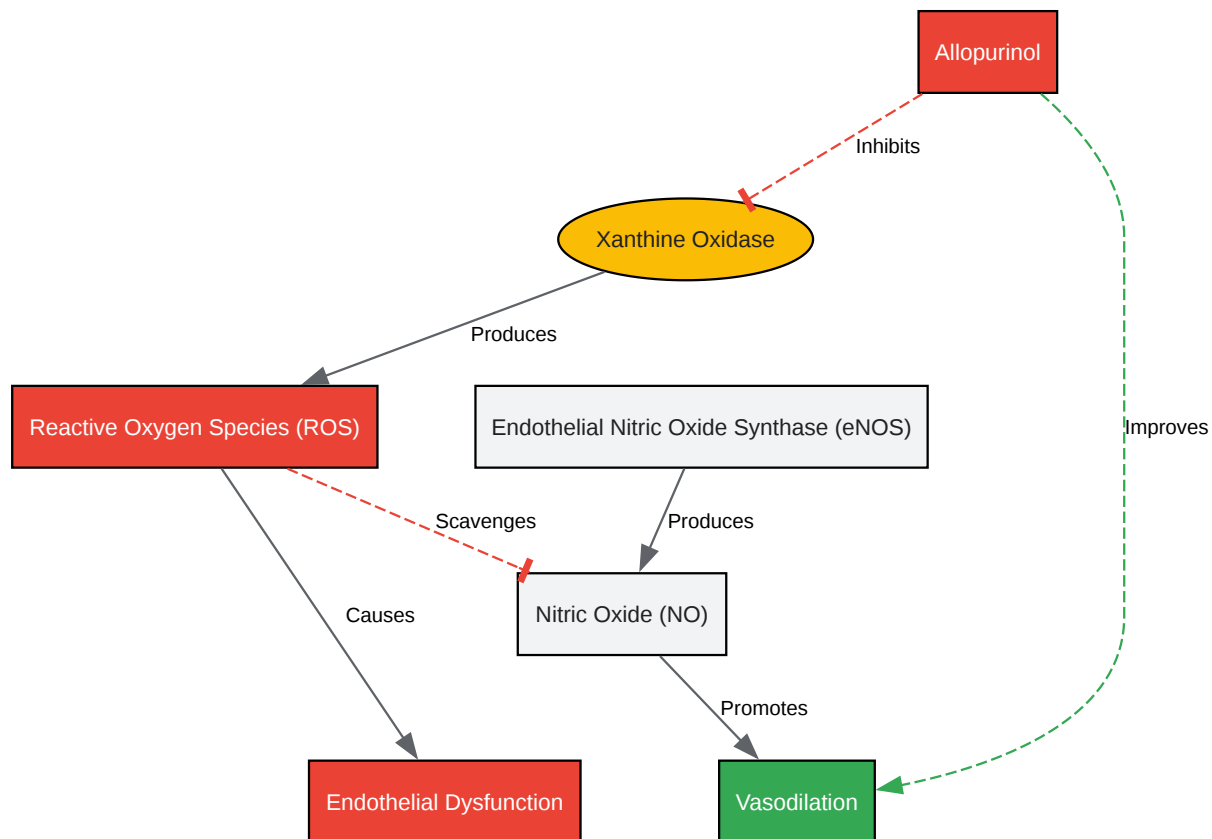 Allopurinol
Inhibits
Xanthine Oxidase
Produces
Reactive Oxygen Species (ROS)
Endothelial Nitric Oxide Synthase (eNOS)
Improves
Scavenges
Produces
Causes
Nitric Oxide (NO)
Promotes
Endothelial Dysfunction
Vasodilation